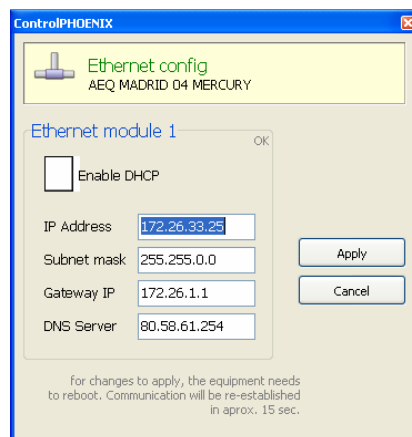 ControlPHOENIX
Ethernet config
AEQ MADRID 04 MERCURY
Ethernet module 1
OK
Enable DHCP
IP Address 172.26.33.25
Subnet mask 255.255.0.0
Gateway IP 172.26.1.1
DNS Server 80.58.61.254
Apply
Cancel
for changes to apply, the equipment needs
to reboot. Communication will be re-established
in aprox. 15 sec.